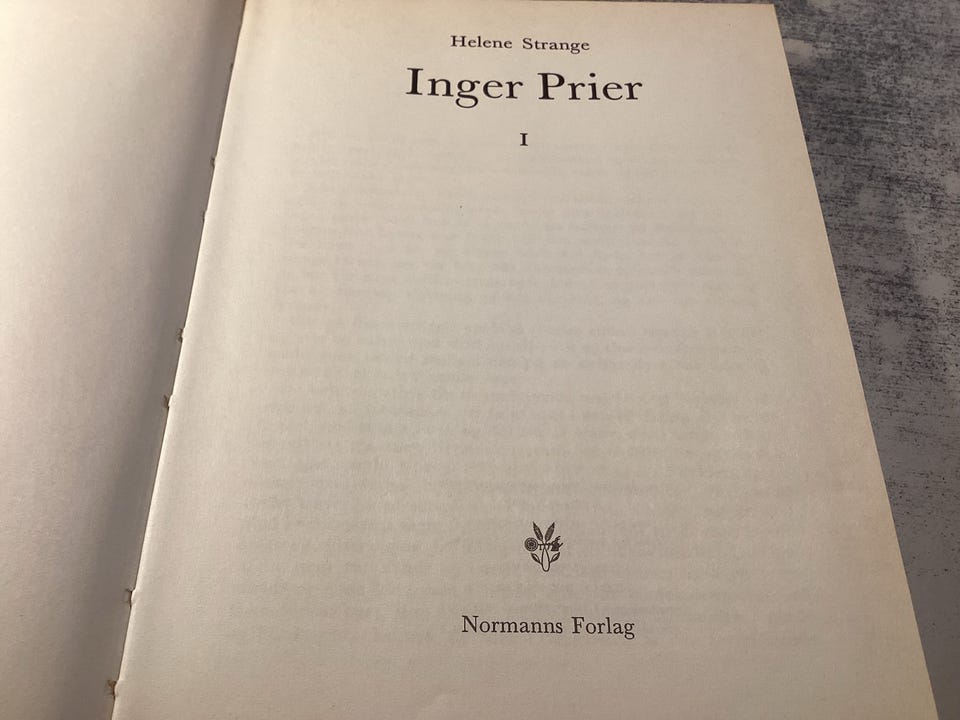 Helene Strange
Inger Prier
I
Normanns Forlag